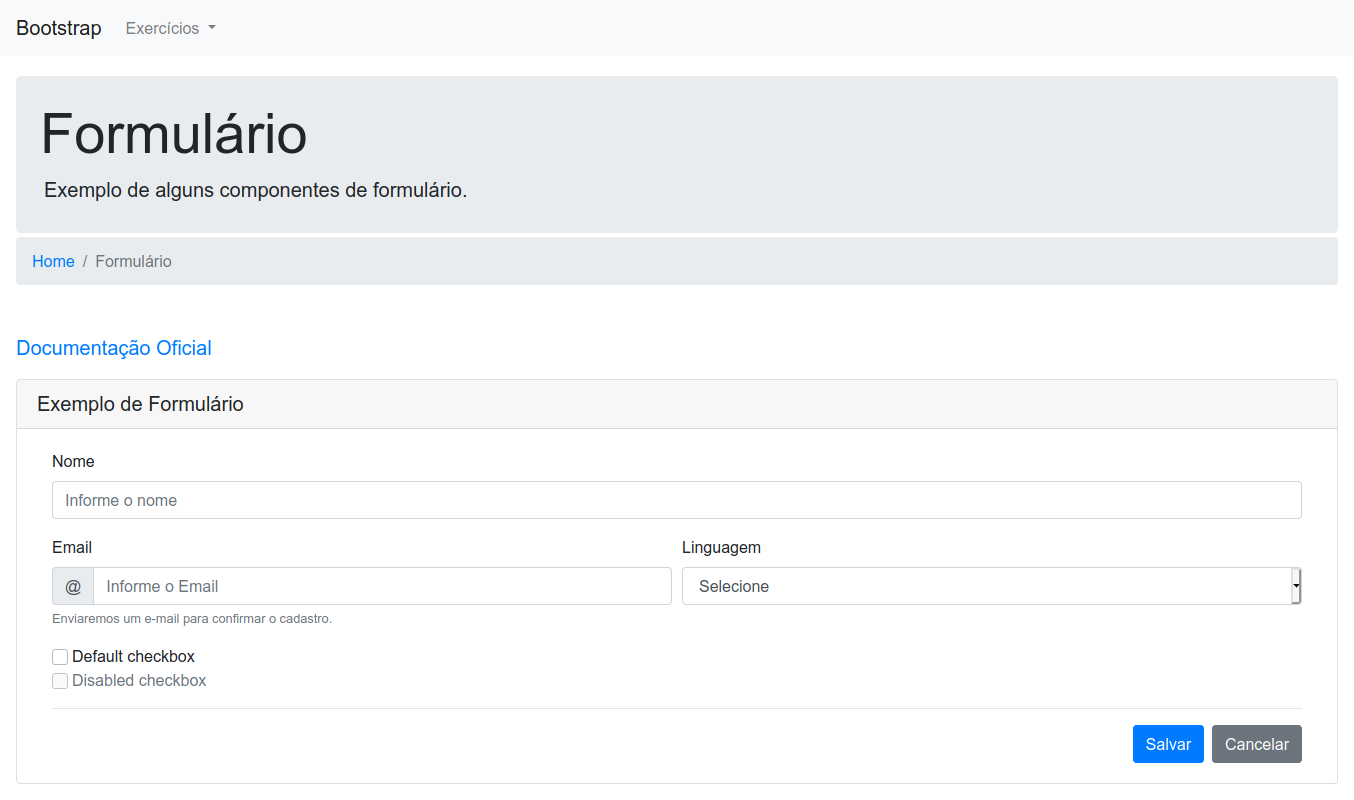 Bootstrap Exercícios
Formulário
Exemplo de alguns componentes de formulário.
Home / Formulário
Documentação Oficial
Exemplo de Formulário
Nome
Informe o nome
Email Linguagem
@ Informe o Email Selecione
Enviaremos um e-mail para confirmar o cadastro.
Default checkbox
Disabled checkbox
Salvar Cancelar